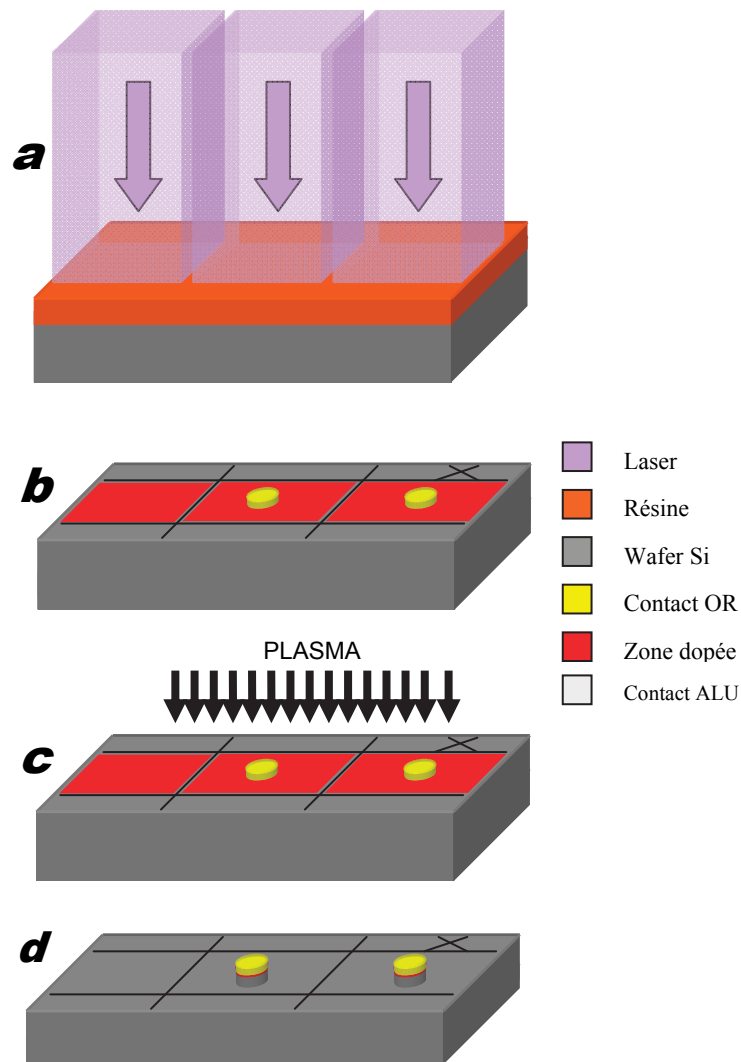 a
b
Laser
Résine
Wafer Si
Contact OR
Zone dopée
Contact ALU
PLASMA
c
d